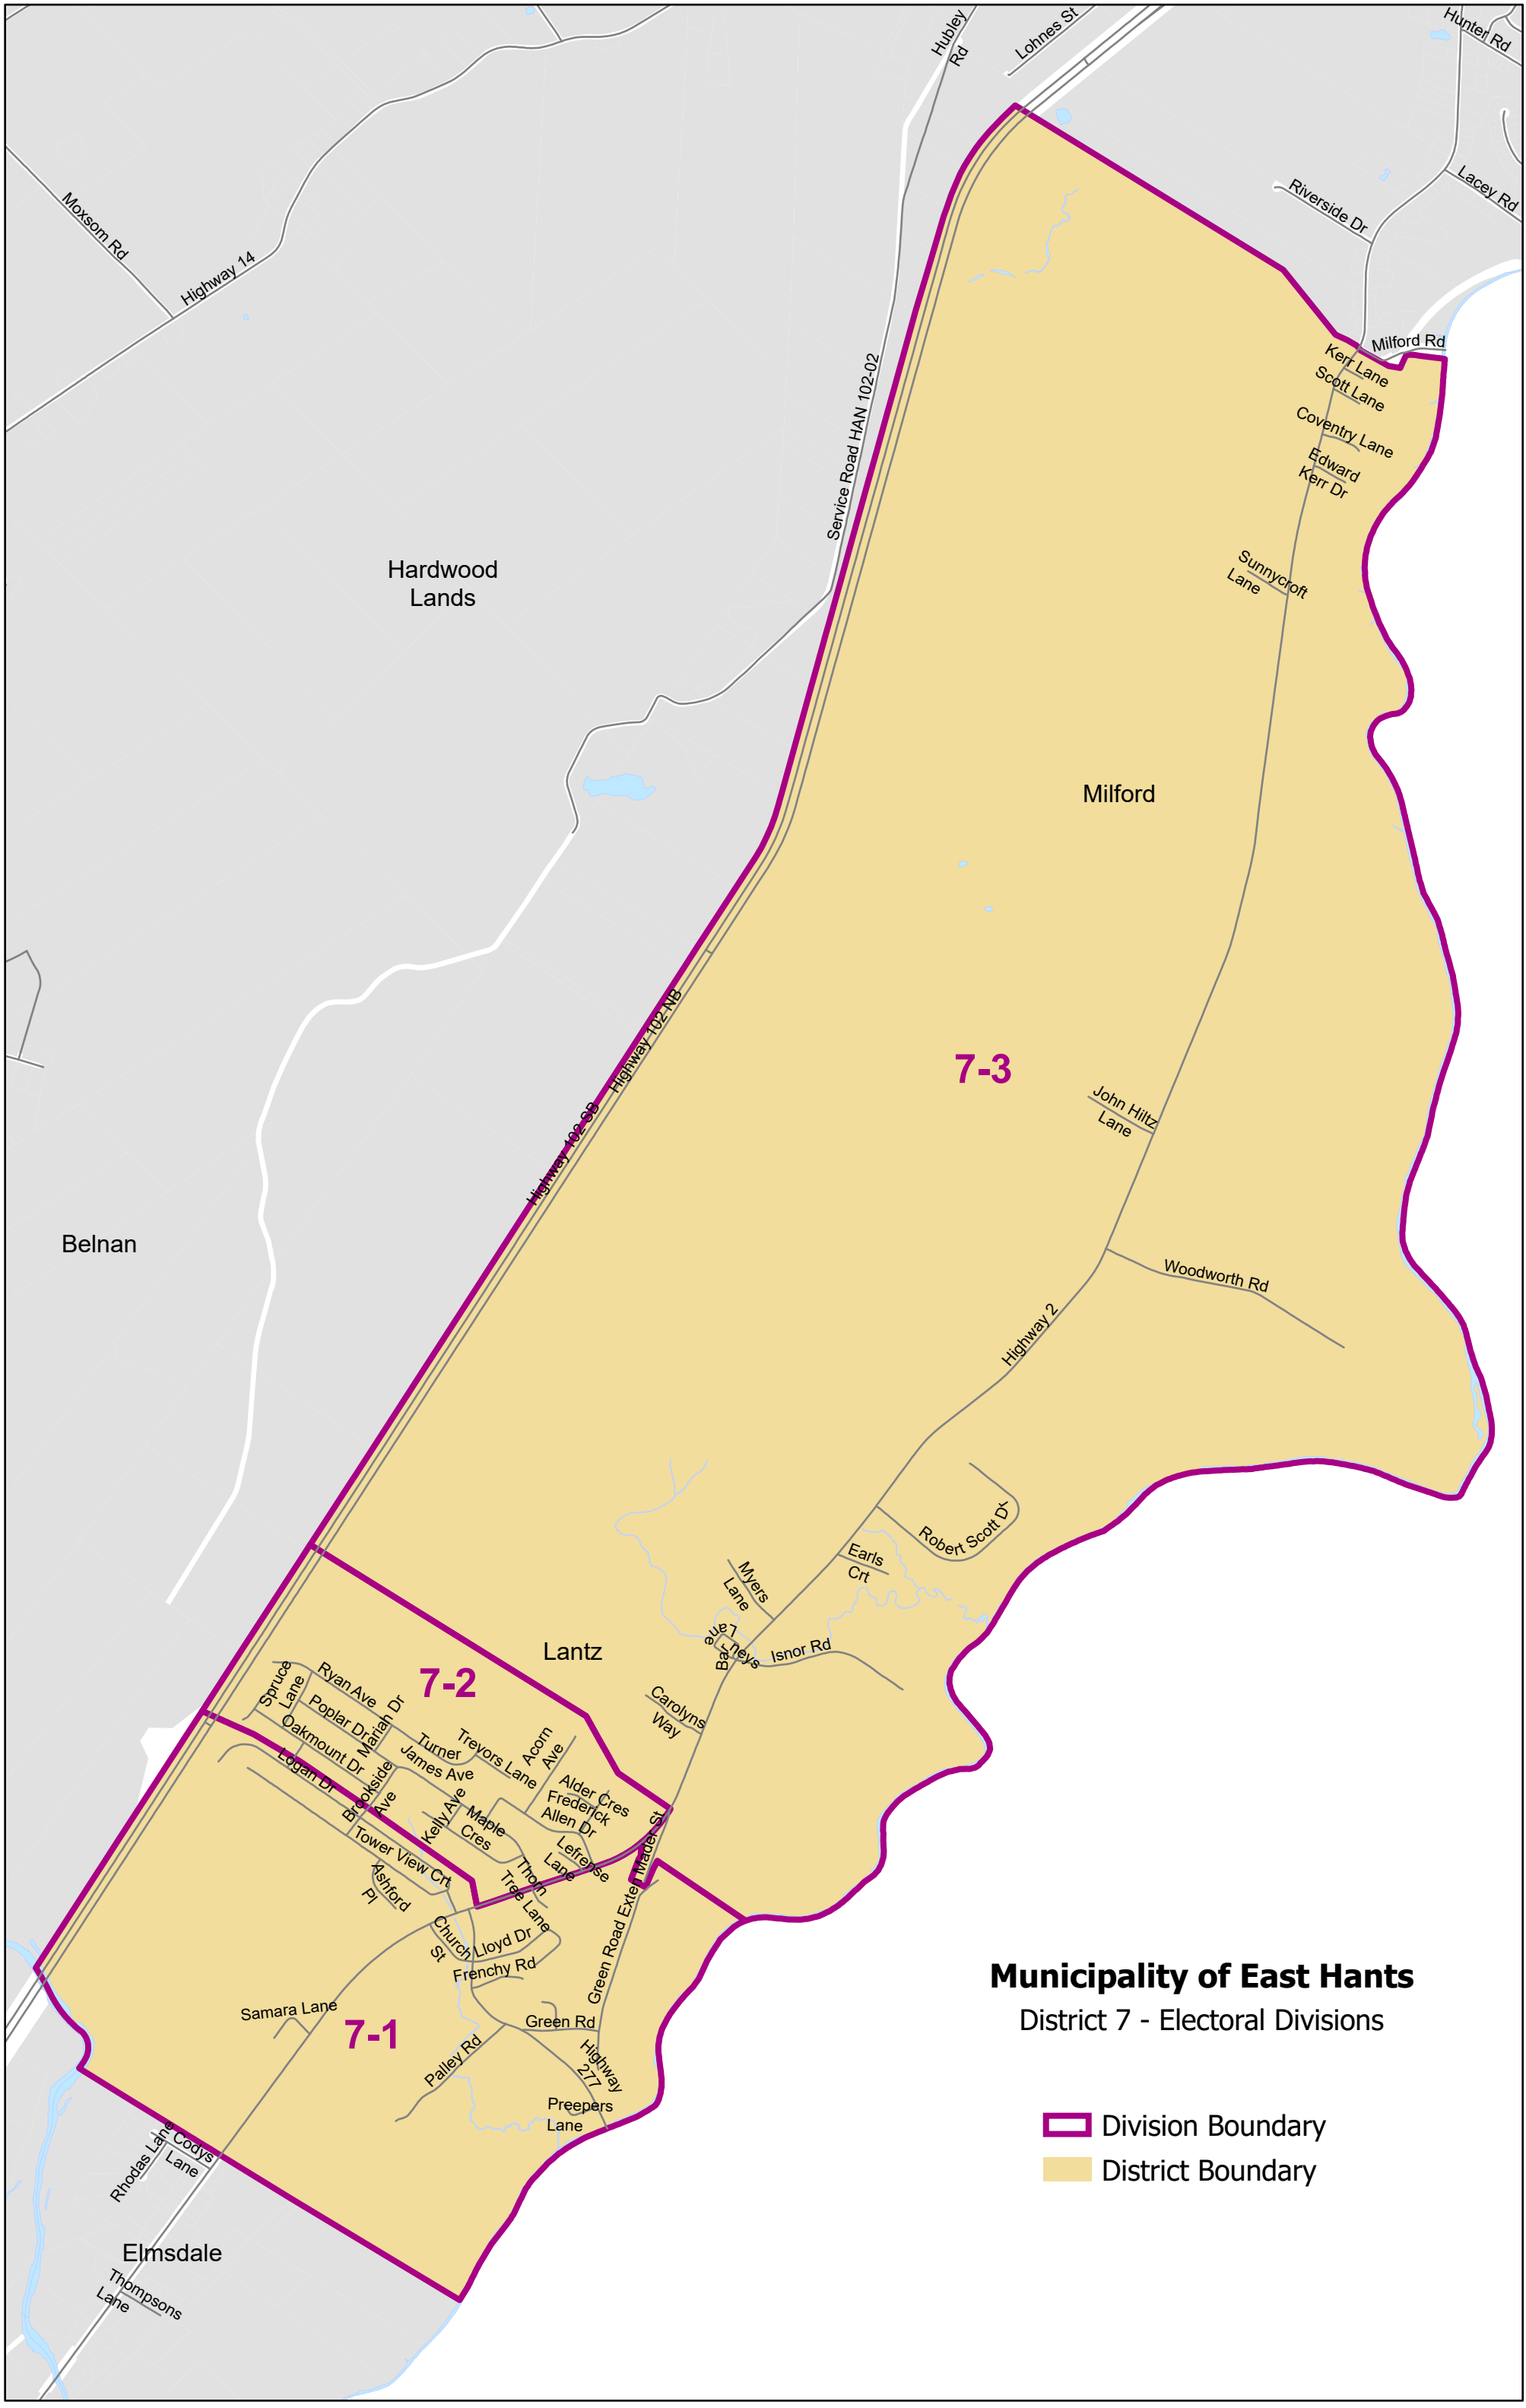 Hubley
Rd
Lohnes St
Hunter Rd
Lacey Rd
Riverside Dr
Moxsom Rd
Highway 14
Milford Rd
Kerr Lane
Scott Lane
Coventry Lane
Edward
Kerr Dr
Service Road HAN 102-02
Sunnycroft
Lane
Hardwood
Lands
Milford
Highway 102 NB
7-3
John Hiltz
Lane
Highway 102 SB
Belnan
Woodworth Rd
Highway 2
Robert Scott Dr
Earls
Crt
Myers
Lane
Barneys
Lane
Isnor Rd
Lantz
7-2
Carolyns
Way
Spruce
Lane
Ryan Ave
Poplar Dr
Mariah Dr
Oakmount Dr
Turner
James Ave
Trevors Lane
Acorn
Ave
Logan Dr
Brookside
Ave
Kelly Ave
Maple
Cres
Alder Cres
Frederick
Allen Dr
Lefrense
Lane
Mader St
Tower View Crt
Ashford
Pl
Thorn
Tree Lane
Church
St
Lloyd Dr
Frenchy Rd
Green Road Exten
Samara Lane
7-1
Green Rd
Palley Rd
Highway
277
Preepers
Lane
Rhodas Lane
Codys
Lane
Elmsdale
Thompsons
Lane
Municipality of East Hants
District 7 - Electoral Divisions
Division Boundary
District Boundary